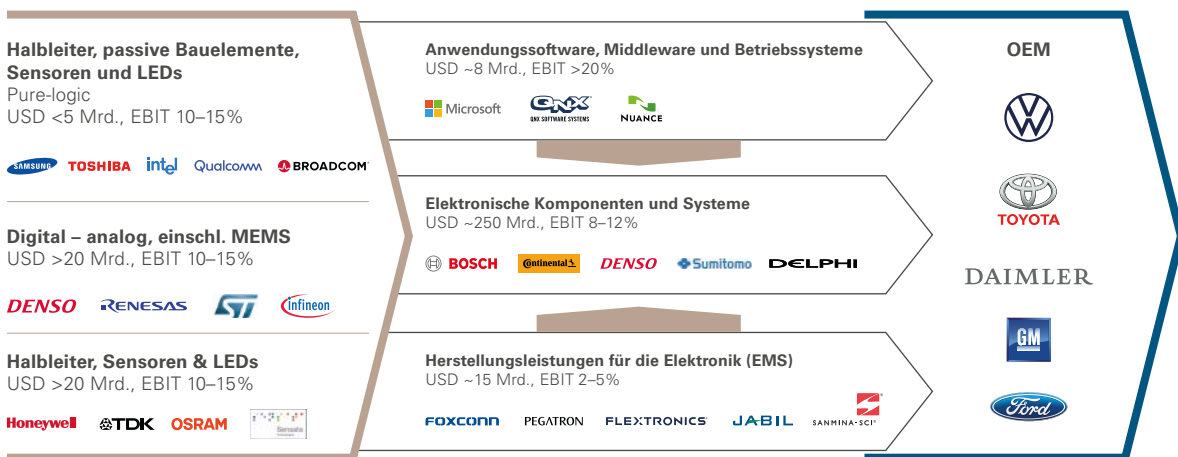 Halbleiter, passive Bauelemente,
Sensoren und LEDs
Pure-logic
USD <5 Mrd., EBIT 10–15%
SAMSUNG TOSHIBA intel Qualcomm BROADCOM
Digital – analog, einschl. MEMS
USD >20 Mrd., EBIT 10–15%
DENSO RENESAS ST infineon
Halbleiter, Sensoren & LEDs
USD >20 Mrd., EBIT 10–15%
Honeywell TDK OSRAM Sensata
Technologies
Anwendungssoftware, Middleware und Betriebssysteme
USD ~8 Mrd., EBIT >20%
Microsoft QNX NUANCE
QNX SOFTWARE SYSTEMS
Elektronische Komponenten und Systeme
USD ~250 Mrd., EBIT 8–12%
BOSCH Continental DENSO Sumitomo DELPHI
Herstellungsleistungen für die Elektronik (EMS)
USD ~15 Mrd., EBIT 2–5%
FOXCONN PEGATRON FLEXTRONICS JABIL SANMINA-SCI
OEM
VW
TOYOTA
DAIMLER
GM
Ford